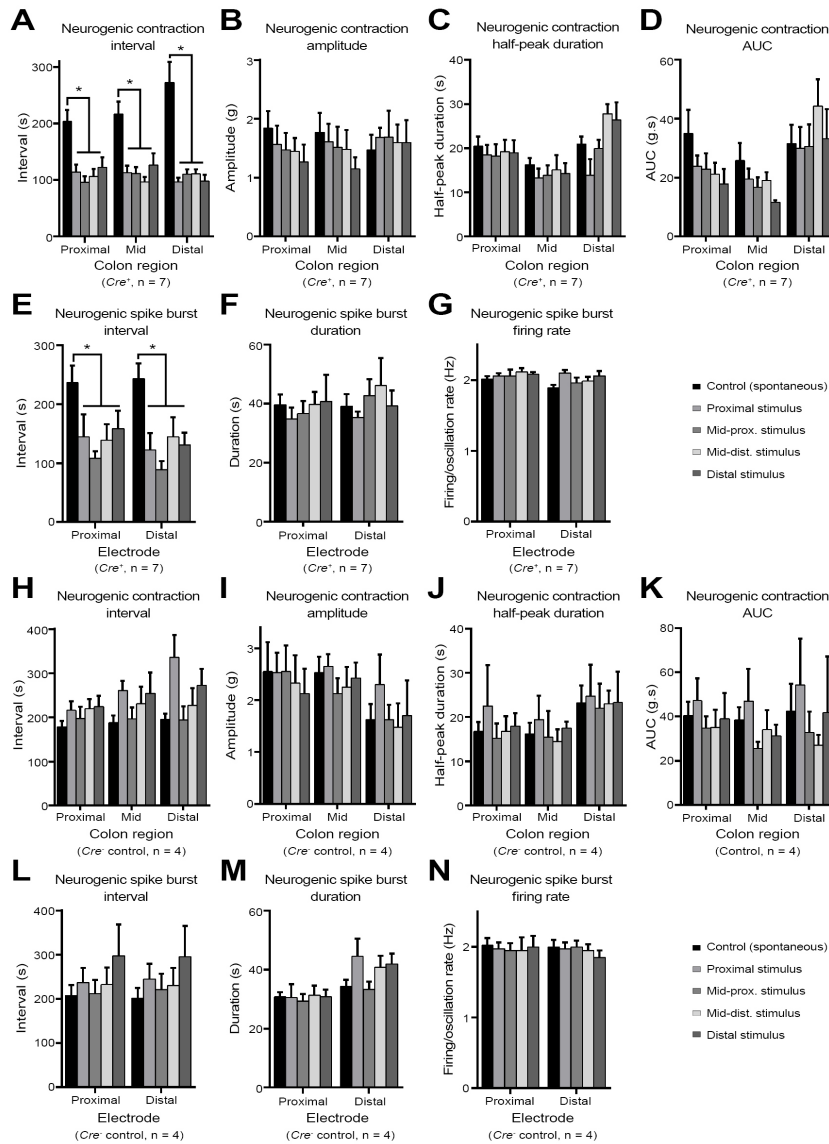 A
Neurogenic contraction
interval
300
200
100
0
Interval (s)
*
*
*
Proximal Mid Distal
Colon region
(Cre⁺, n = 7)
B
Neurogenic contraction
amplitude
3
2
1
0
Amplitude (g)
Proximal Mid Distal
Colon region
(Cre⁺, n = 7)
C
Neurogenic contraction
half-peak duration
40
30
20
10
0
Half-peak duration (s)
Proximal Mid Distal
Colon region
(Cre⁺, n = 7)
D
Neurogenic contraction
AUC
60
40
20
0
AUC (g.s)
Proximal Mid Distal
Colon region
(Cre⁺, n = 7)
E
Neurogenic spike burst
interval
300
200
100
0
Interval (s)
*
*
Proximal Distal
Electrode
(Cre⁺, n = 7)
F
Neurogenic spike burst
duration
60
40
20
0
Duration (s)
Proximal Distal
Electrode
(Cre⁺, n = 7)
G
Neurogenic spike burst
firing rate
2
1
0
Firing/oscillation rate (Hz)
Proximal Distal
Electrode
(Cre⁺, n = 7)
Control (spontaneous)
Proximal stimulus
Mid-prox. stimulus
Mid-dist. stimulus
Distal stimulus
H
Neurogenic contraction
interval
400
300
200
100
0
Interval (s)
Proximal Mid Distal
Colon region
(Cre⁻ control, n = 4)
I
Neurogenic contraction
amplitude
3
2
1
0
Amplitude (g)
Proximal Mid Distal
Colon region
(Cre⁻ control, n = 4)
J
Neurogenic contraction
half-peak duration
40
30
20
10
0
Half-peak duration (s)
Proximal Mid Distal
Colon region
(Cre⁻ control, n = 4)
K
Neurogenic contraction
AUC
80
60
40
20
0
AUC (g.s)
Proximal Mid Distal
Colon region
(Control, n = 4)
L
Neurogenic spike burst
interval
400
300
200
100
0
Interval (s)
Proximal Distal
Electrode
(Cre⁻ control, n = 4)
M
Neurogenic spike burst
duration
60
40
20
0
Duration (s)
Proximal Distal
Electrode
(Cre⁻ control, n = 4)
N
Neurogenic spike burst
firing rate
2
1
0
Firing/oscillation rate (Hz)
Proximal Distal
Electrode
(Cre⁻ control, n = 4)
Control (spontaneous)
Proximal stimulus
Mid-prox. stimulus
Mid-dist. stimulus
Distal stimulus